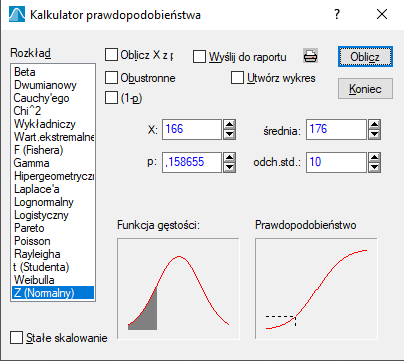 Kalkulator prawdopodobieństwa
Rozkład
Beta
Dwumianowy
Cauchy'ego
Chi^2
Wykładniczy
Wart.ekstremalne
F (Fishera)
Gamma
Hipergeometryczn
Laplace'a
Lognormalny
Logistyczny
Pareto
Poisson
Rayleigha
t (Studenta)
Weibulla
Z (Normalny)
Stałe skalowanie
Oblicz X z p
Wyślij do raportu
Oblicz
Obustronne
Utwórz wykres
Koniec
(1-p)
X: 166
średnia: 176
p: ,158655
odch.std.: 10
Funkcja gęstości:
Prawdopodobieństwo